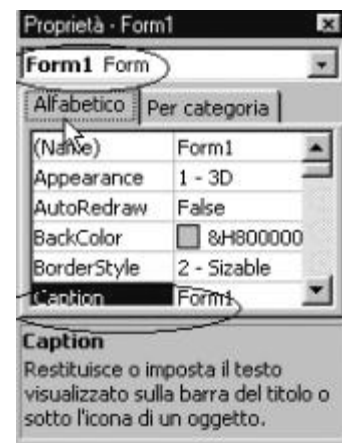 Proprietà - Form1
Form1 Form
Alfabetico Per categoria
(Name) Form1
Appearance 1 - 3D
AutoRedraw False
BackColor &H800000
BorderStyle 2 - Sizable
Caption Form1
Caption
Restituisce o imposta il testo
visualizzato sulla barra del titolo o
sotto l'icona di un oggetto.